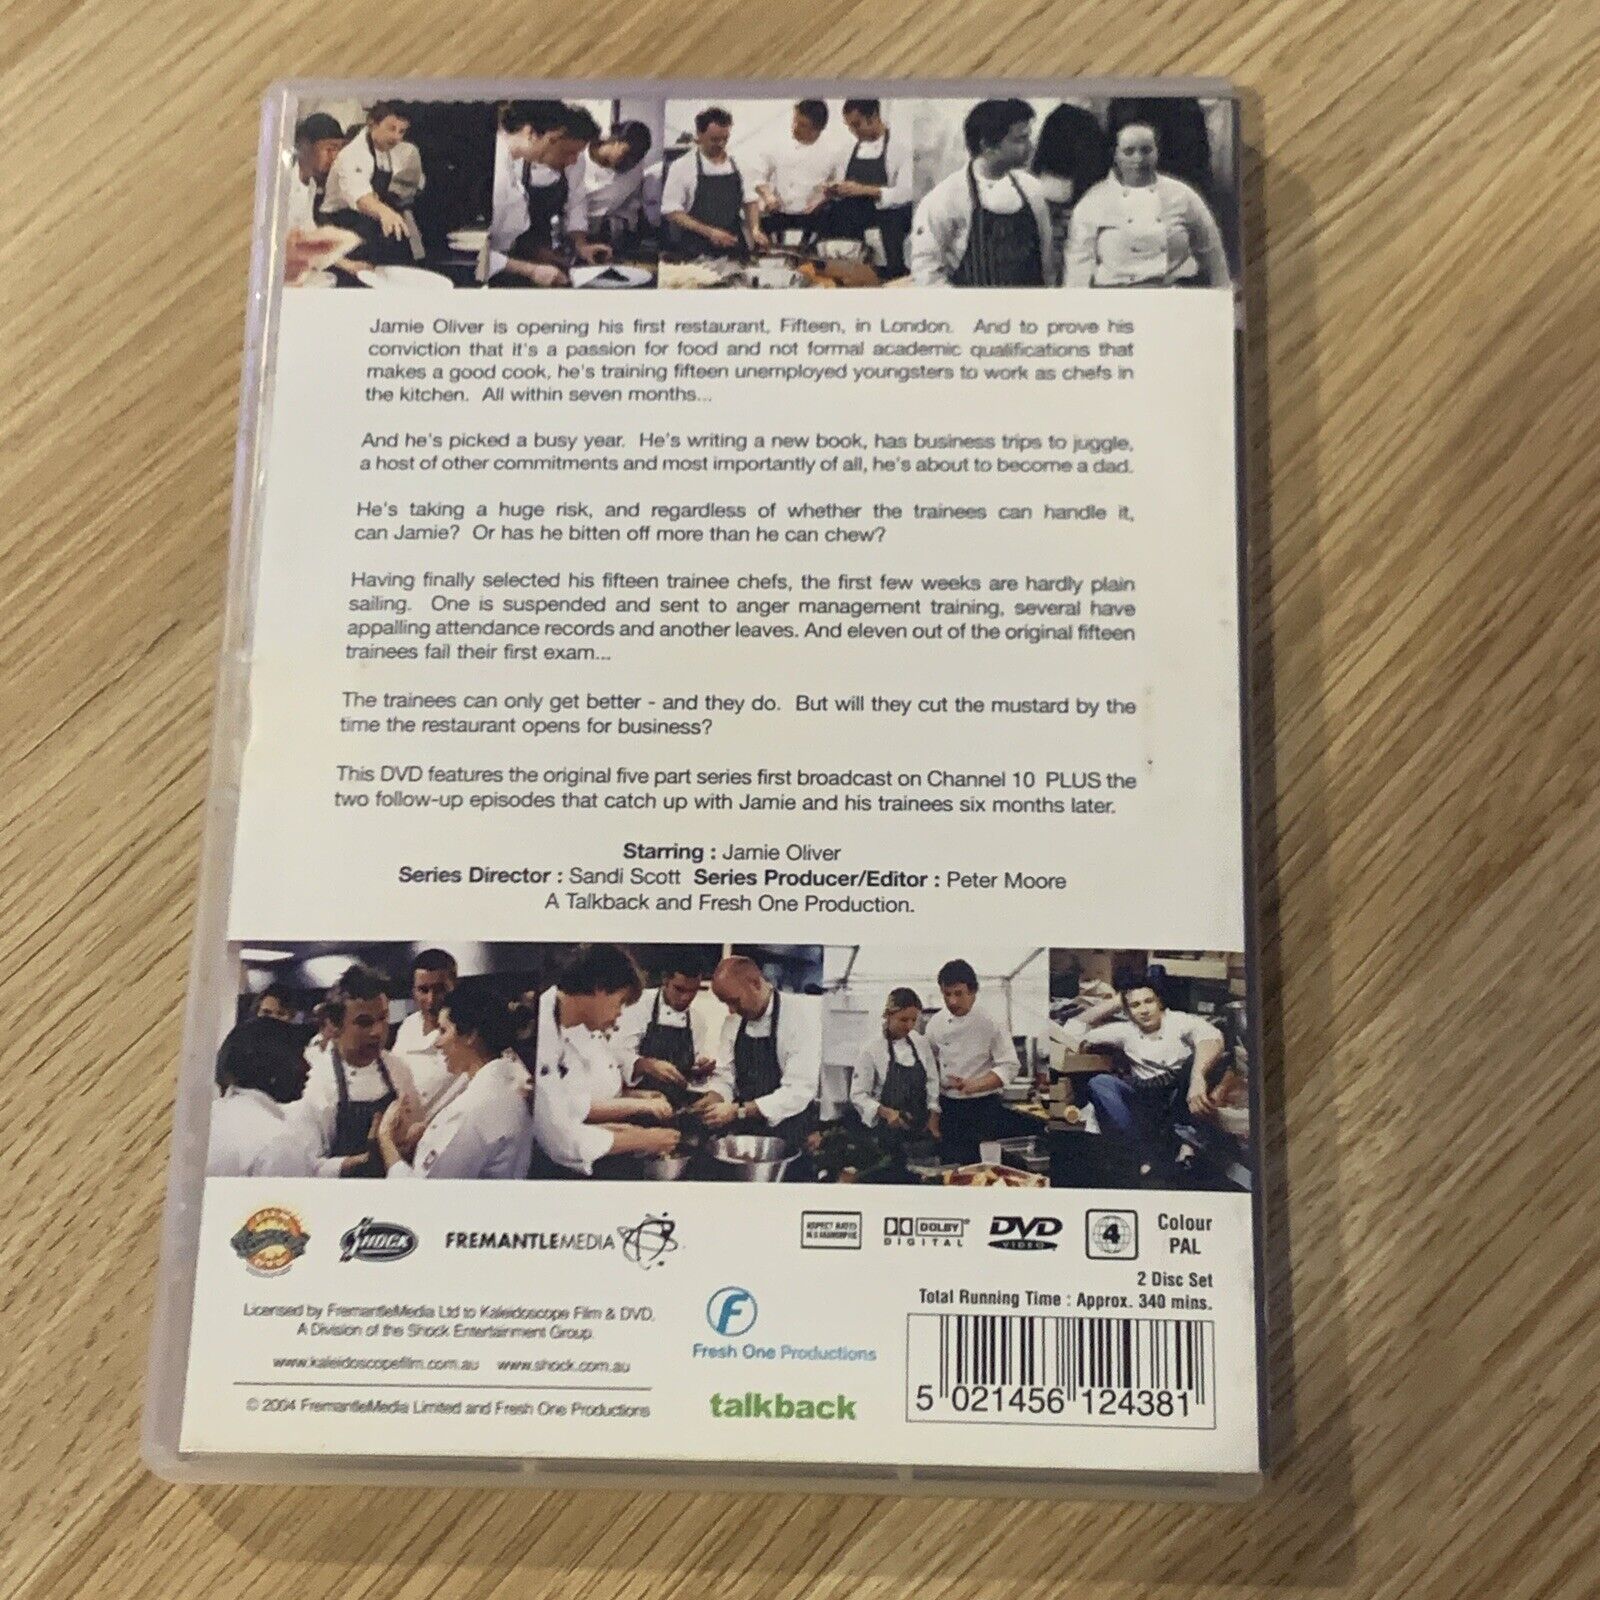 Jamie Oliver is opening his first restaurant, Fifteen, in London. And to prove his
conviction that it's a passion for food and not formal academic qualifications that
makes a good cook, he's training fifteen unemployed youngsters to work as chefs in
the kitchen. All within seven months...
And he's picked a busy year. He's writing a new book, has business trips to juggle,
a host of other commitments and most importantly of all, he's about to become a dad.
He's taking a huge risk, and regardless of whether the trainees can handle it,
can Jamie? Or has he bitten off more than he can chew?
Having finally selected his fifteen trainee chefs, the first few weeks are hardly plain
sailing. One is suspended and sent to anger management training, several have
appalling attendance records and another leaves. And eleven out of the original fifteen
trainees fail their first exam...
The trainees can only get better - and they do. But will they cut the mustard by the
time the restaurant opens for business?
This DVD features the original five part series first broadcast on Channel 10 PLUS the
two follow-up episodes that catch up with Jamie and his trainees six months later.
Starring : Jamie Oliver
Series Director : Sandi Scott Series Producer/Editor : Peter Moore
A Talkback and Fresh One Production.
SHOCK
FREMANTLEMEDIA
DOLBY
DIGITAL
DVD
VIDEO
4
Colour
PAL
2 Disc Set
Total Running Time : Approx. 340 mins.
Licensed by FremantleMedia Ltd to Kaleidoscope Film & DVD,
A Division of the Shock Entertainment Group.
www.kaleidoscopefilm.com.au www.shock.com.au
© 2004 FremantleMedia Limited and Fresh One Productions
F
Fresh One Productions
talkback
5 021456 124381